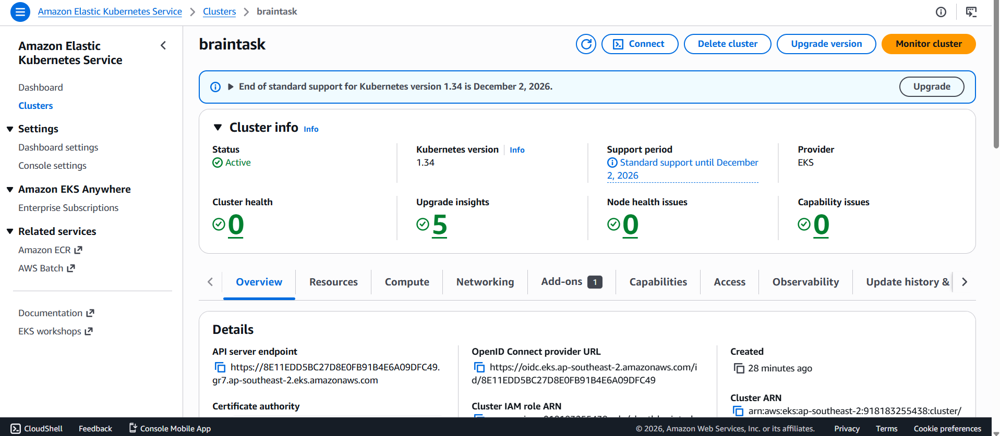 Amazon Elastic Kubernetes Service
Clusters
braintask
Amazon Elastic
Kubernetes Service
Dashboard
Clusters
Settings
Dashboard settings
Console settings
Amazon EKS Anywhere
Enterprise Subscriptions
Related services
Amazon ECR
AWS Batch
Documentation
EKS workshops
braintask
Connect
Delete cluster
Upgrade version
Monitor cluster
End of standard support for Kubernetes version 1.34 is December 2, 2026.
Upgrade
Cluster info Info
Status
Active
Kubernetes version Info
1.34
Support period
Standard support until December
2, 2026
Provider
EKS
Cluster health
0
Upgrade insights
5
Node health issues
0
Capability issues
0
Overview
Resources
Compute
Networking
Add-ons 1
Capabilities
Access
Observability
Update history &
Details
API server endpoint
https://8E11EDD5BC27D8E0FB91B4E6A09DFC49.
gr7.ap-southeast-2.eks.amazonaws.com
Certificate authority
OpenID Connect provider URL
https://oidc.eks.ap-southeast-2.amazonaws.com/i
d/8E11EDD5BC27D8E0FB91B4E6A09DFC49
Cluster IAM role ARN
Created
28 minutes ago
Cluster ARN
arn:aws:eks:ap-southeast-2:918183255438:cluster/
CloudShell
Feedback
Console Mobile App
© 2026, Amazon Web Services, Inc. or its affiliates.
Privacy
Terms
Cookie preferences